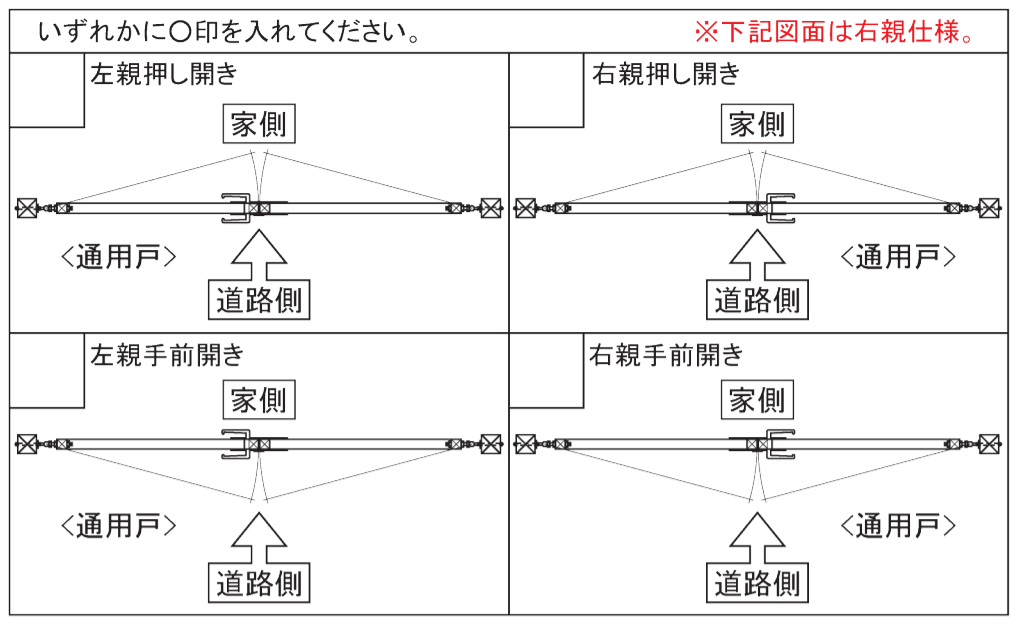 いずれかに〇印を入れてください。
※下記図面は右親仕様。
左親押し開き
家側
<通用戸>
道路側
右親押し開き
家側
<通用戸>
道路側
左親手前開き
家側
<通用戸>
道路側
右親手前開き
家側
<通用戸>
道路側